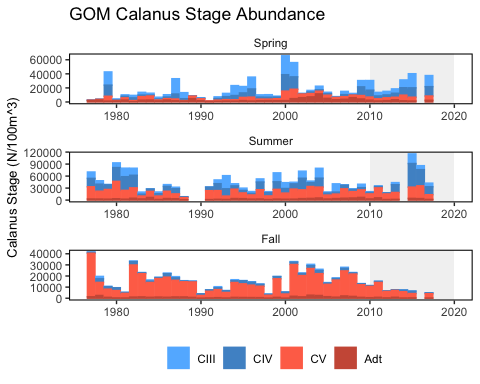 GOM Calanus Stage Abundance
Calanus Stage (N/100m^3)
Spring
60000
40000
20000
0
1980 1990 2000 2010 2020
Summer
120000
90000
60000
30000
0
1980 1990 2000 2010 2020
Fall
40000
30000
20000
10000
0
1980 1990 2000 2010 2020
CIII CIV CV Adt